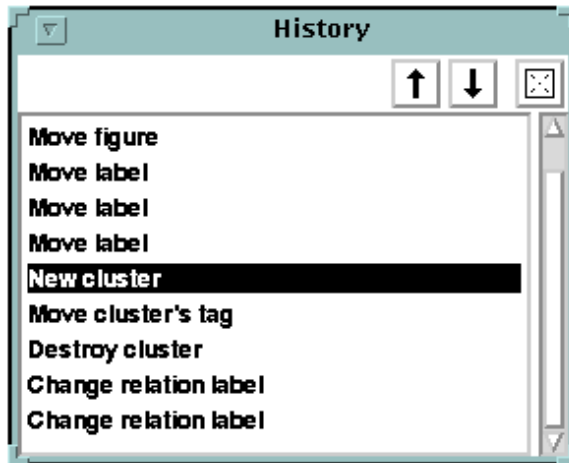 History
Move figure
Move label
Move label
Move label
New cluster
Move cluster's tag
Destroy cluster
Change relation label
Change relation label